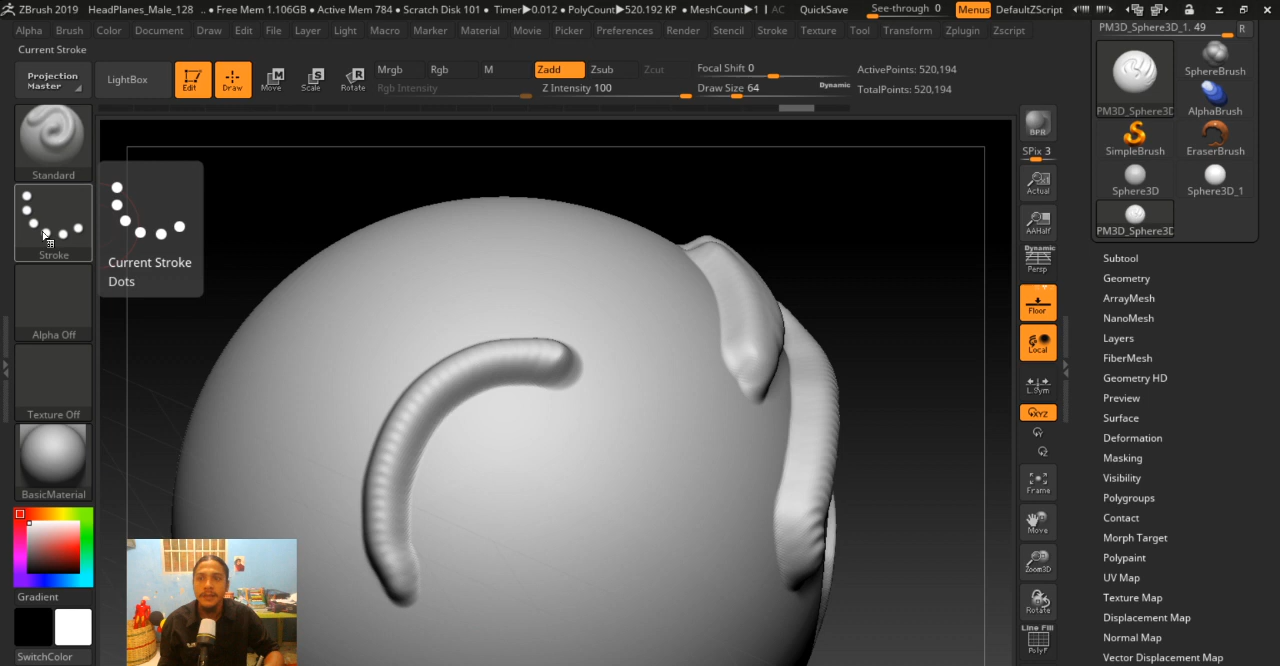 ZBrush 2019 HeadPlanes_Male_128 .. ● Free Mem 1.106GB ● Active Mem 784 ● Scratch Disk 101 ● Timer▶0.012 ● PolyCount▶520.192 KP ● MeshCount▶1 AC QuickSave See-through 0 Menus DefaultZScript
Alpha Brush Color Document Draw Edit File Layer Light Macro Marker Material Movie Picker Preferences Render Stencil Stroke Texture Tool Transform Zplugin Zscript
Current Stroke
Projection
Master
LightBox
Edit
Draw
Move
Scale
Rotate
Mrgb Rgb M
Rgb Intensity
Zadd Zsub Zcut
Z Intensity 100
Focal Shift 0
Draw Size 64
Dynamic
ActivePoints: 520,194
TotalPoints: 520,194
Standard
Stroke
Alpha Off
Texture Off
BasicMaterial
Gradient
SwitchColor
Current Stroke
Dots
BPR
SPix 3
Actual
AAHalf
Dynamic
Persp
Floor
Local
L.Sym
XYZ
Frame
Move
Zoom3D
Rotate
Line Fill
PolyF
PM3D_Sphere3D_1. 49 R
PM3D_Sphere3D
SphereBrush
AlphaBrush
SimpleBrush
EraserBrush
Sphere3D
Sphere3D_1
PM3D_Sphere3D
Subtool
Geometry
ArrayMesh
NanoMesh
Layers
FiberMesh
Geometry HD
Preview
Surface
Deformation
Masking
Visibility
Polygroups
Contact
Morph Target
Polypaint
UV Map
Texture Map
Displacement Map
Normal Map
Vector Displacement Map